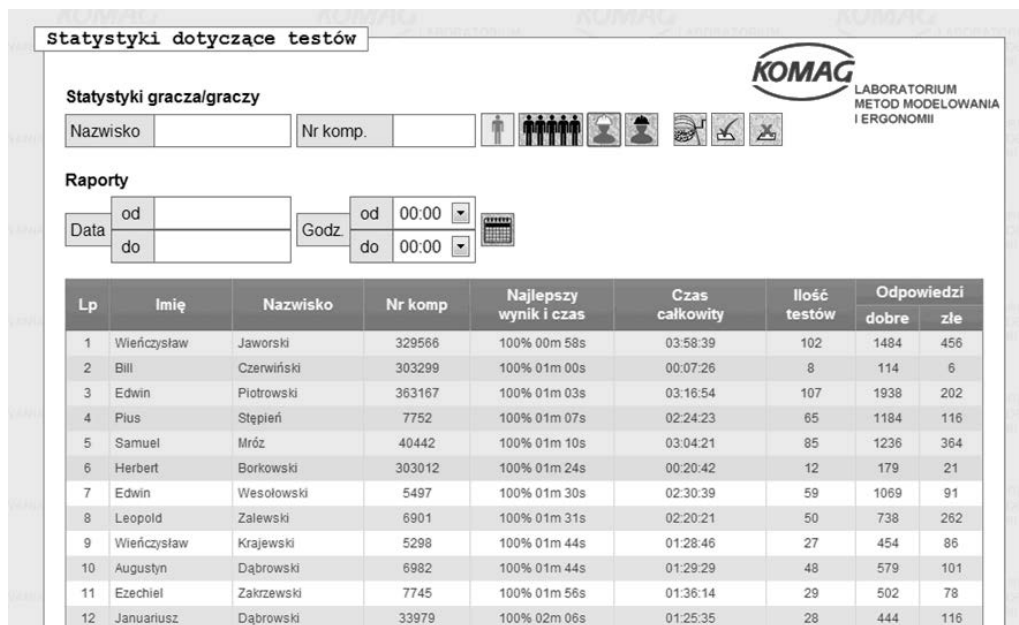 Statystyki dotyczące testów
KOMAG
LABORATORIUM
METOD MODELOWANIA
I ERGONOMII
Statystyki gracza/graczy
Nazwisko Nr komp.
Raporty
Data od Godz. od 00:00
do do 00:00
Lp Imię Nazwisko Nr komp Najlepszy wynik i czas Czas całkowity Ilość testów Odpowiedzi dobre złe
1 Wieńczysław Jaworski 329566 100% 00m 58s 03:58:39 102 1484 456
2 Bill Czerwiński 303299 100% 01m 00s 00:07:26 8 114 6
3 Edwin Piotrowski 363167 100% 01m 03s 03:16:54 107 1938 202
4 Pius Stępień 7752 100% 01m 07s 02:24:23 65 1184 116
5 Samuel Mróz 40442 100% 01m 10s 03:04:21 85 1236 364
6 Herbert Borkowski 303012 100% 01m 24s 00:20:42 12 179 21
7 Edwin Wesołowski 5497 100% 01m 30s 02:30:39 59 1069 91
8 Leopold Zalewski 6901 100% 01m 31s 02:20:21 50 738 262
9 Wieńczysław Krajewski 5298 100% 01m 44s 01:28:46 27 454 86
10 Augustyn Dąbrowski 6982 100% 01m 44s 01:29:29 48 579 101
11 Ezechiel Zakrzewski 7745 100% 01m 56s 01:36:14 29 502 78
12 Januariusz Dąbrowski 33979 100% 02m 06s 01:25:35 28 444 116